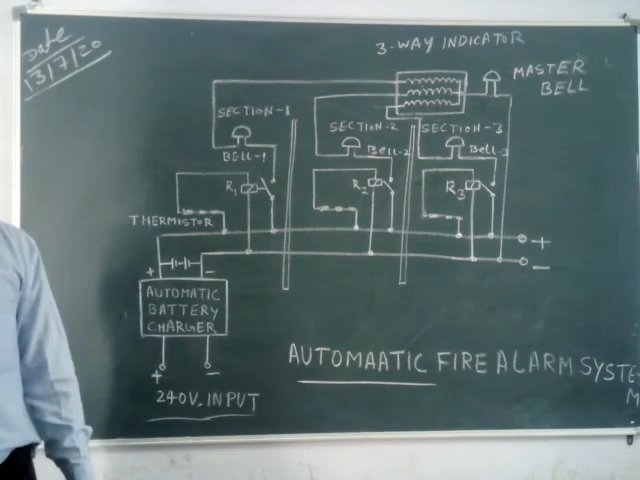 Date
13/7/20
3-WAY INDICATOR
MASTER
BELL
SECTION-1
SECTION-2
SECTION-3
BELL-1
BELL-2
Bell-3
R1
R2
R3
THERMISTOR
+
-
+ -
AUTOMATIC
BATTERY
CHARGER
+ -
240V.INPUT
AUTOMAATIC FIRE ALARM SYSTE
M